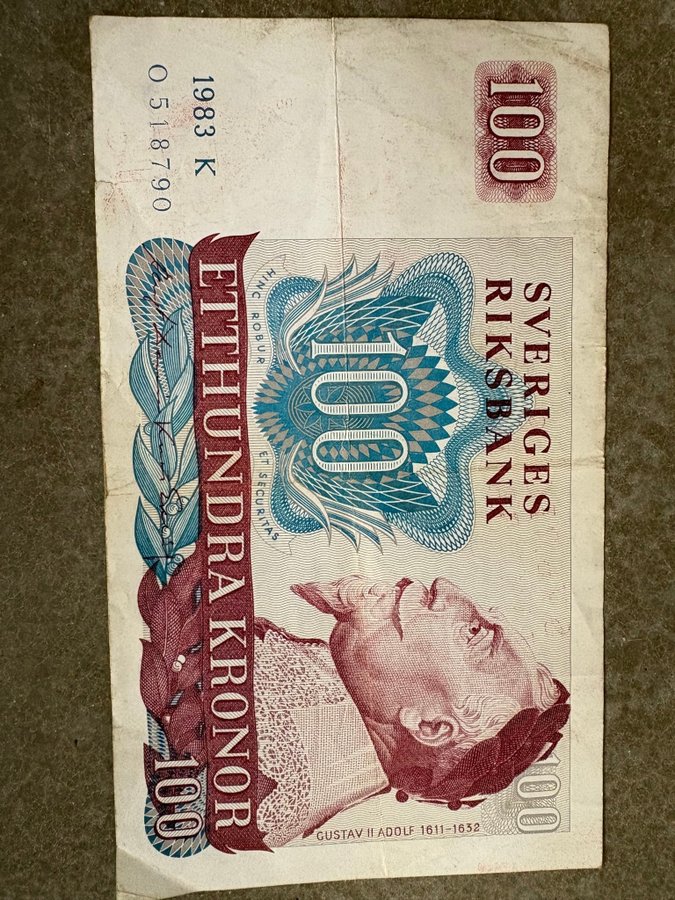 1983 K
O 518790
100
SVERIGES
RIKSBANK
100
HINC ROBUR ET SECURITAS
ETTHUNDRA KRONOR
100
100
GUSTAV II ADOLF 1611-1632